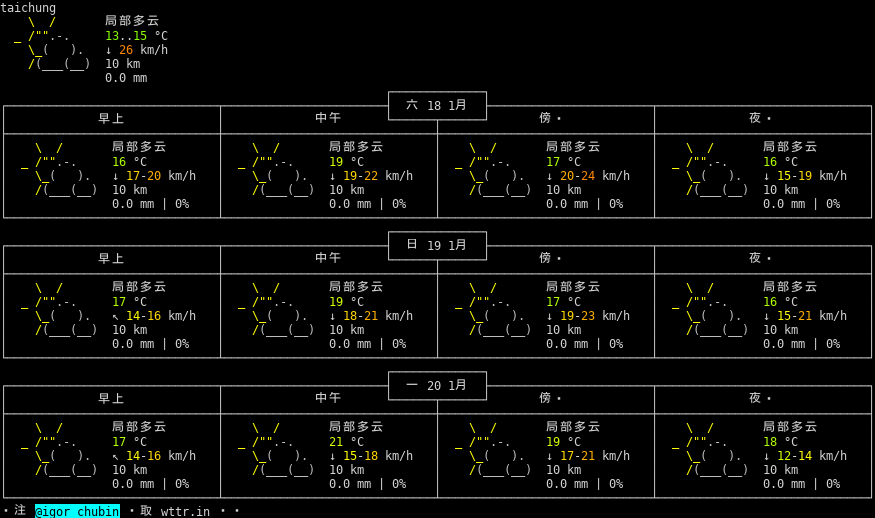 taichung
局部多云
13..15 °C
↓ 26 km/h
10 km
0.0 mm
六 18 1月
早上 中午 傍 夜
局部多云 局部多云 局部多云 局部多云
16 °C 19 °C 17 °C 16 °C
↓ 17-20 km/h ↓ 19-22 km/h ↓ 20-24 km/h ↓ 15-19 km/h
10 km 10 km 10 km 10 km
0.0 mm | 0% 0.0 mm | 0% 0.0 mm | 0% 0.0 mm | 0%
日 19 1月
早上 中午 傍 夜
局部多云 局部多云 局部多云 局部多云
17 °C 19 °C 17 °C 16 °C
↖ 14-16 km/h ↓ 18-21 km/h ↓ 19-23 km/h ↓ 15-21 km/h
10 km 10 km 10 km 10 km
0.0 mm | 0% 0.0 mm | 0% 0.0 mm | 0% 0.0 mm | 0%
一 20 1月
早上 中午 傍 夜
局部多云 局部多云 局部多云 局部多云
17 °C 21 °C 19 °C 18 °C
↖ 14-16 km/h ↓ 15-18 km/h ↓ 17-21 km/h ↓ 12-14 km/h
10 km 10 km 10 km 10 km
0.0 mm | 0% 0.0 mm | 0% 0.0 mm | 0% 0.0 mm | 0%
注 @igor_chubin 取 wttr.in